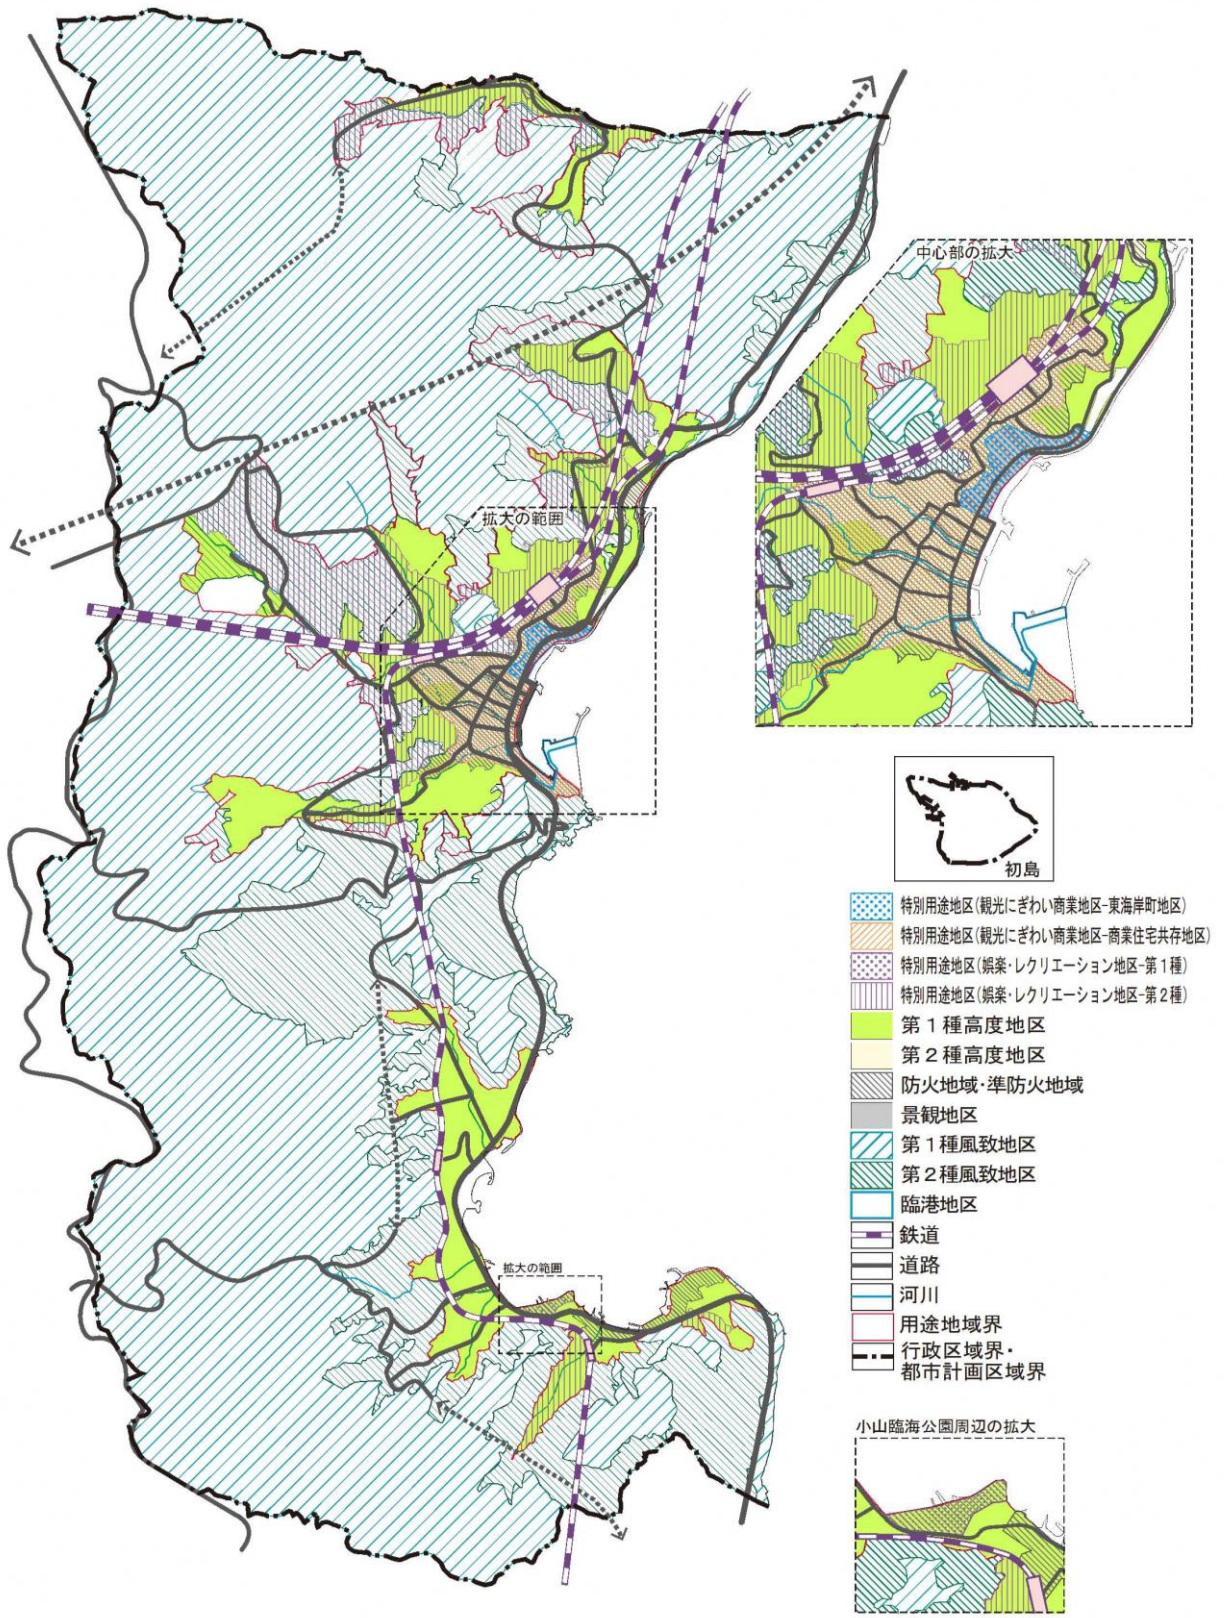 中心部の拡大
拡大の範囲
初島
特別用途地区(観光にぎわい商業地区-東海岸町地区)
特別用途地区(観光にぎわい商業地区-商業住宅共存地区)
特別用途地区(娯楽・レクリエーション地区-第1種)
特別用途地区(娯楽・レクリエーション地区-第2種)
第1種高度地区
第2種高度地区
防火地域・準防火地域
景観地区
第1種風致地区
第2種風致地区
臨港地区
鉄道
道路
河川
用途地域界
行政区域界・
都市計画区域界
拡大の範囲
小山臨海公園周辺の拡大